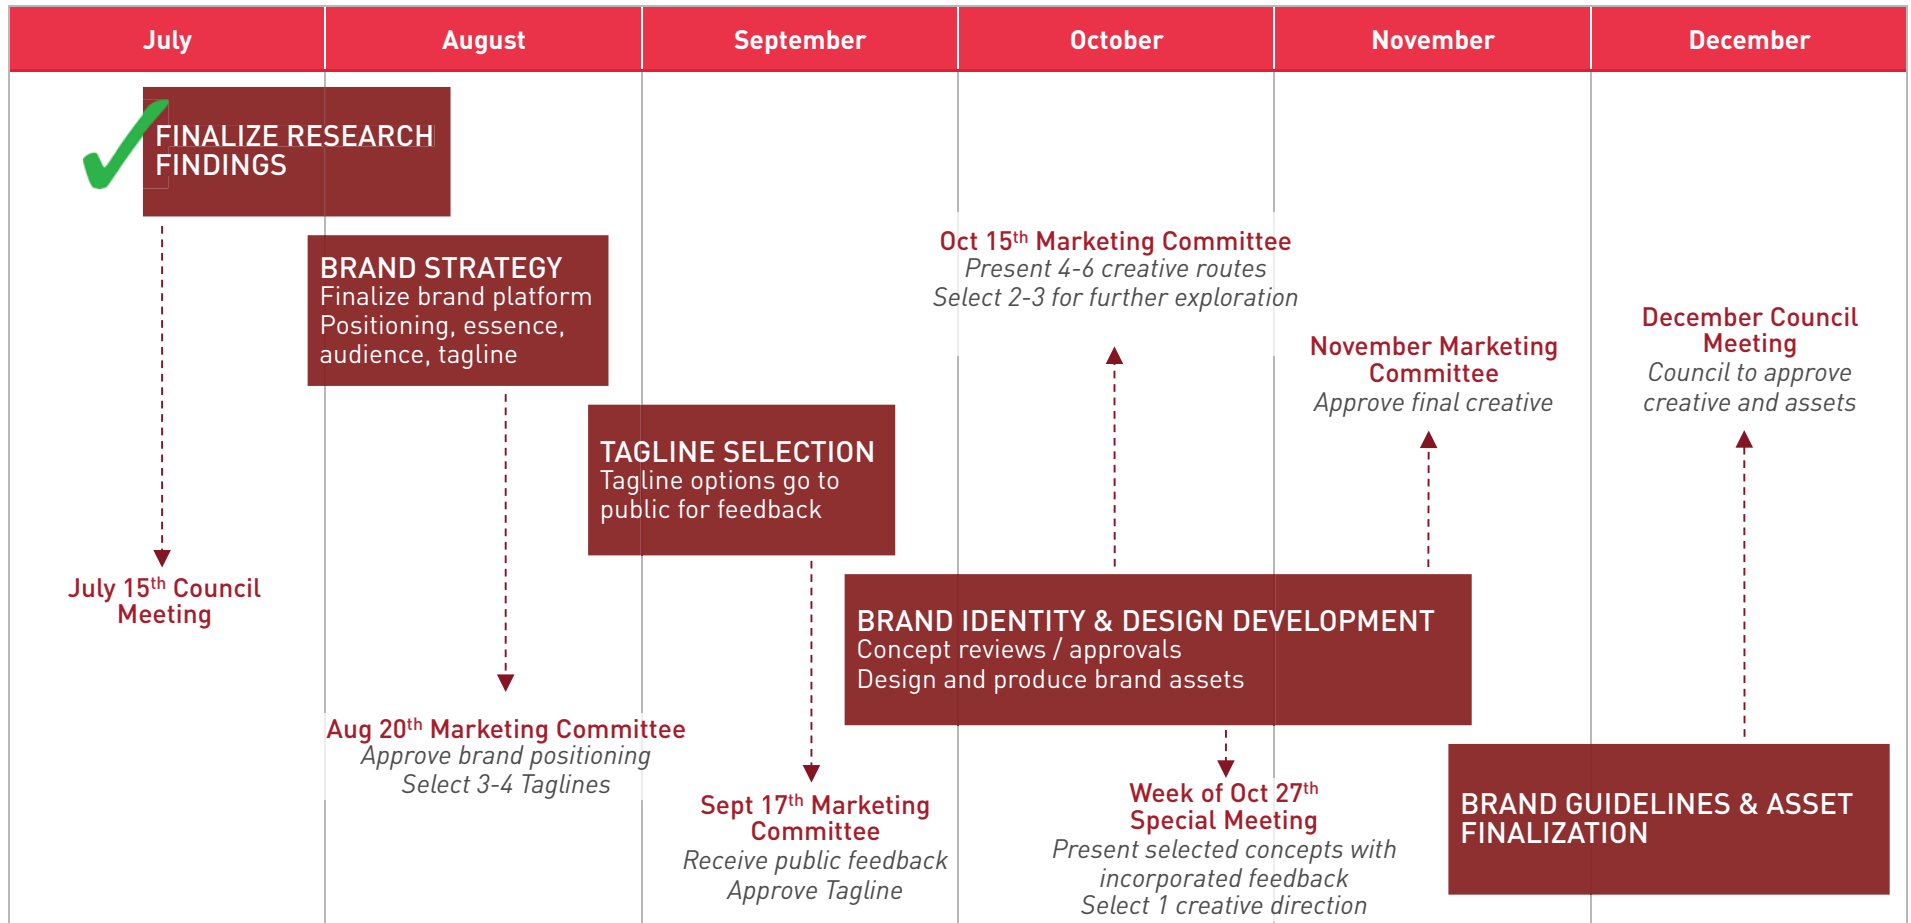 July
August
September
October
November
December
FINALIZE RESEARCH
FINDINGS
BRAND STRATEGY
Finalize brand platform
Positioning, essence,
audience, tagline
TAGLINE SELECTION
Tagline options go to
public for feedback
Oct 15th Marketing Committee
Present 4-6 creative routes
Select 2-3 for further exploration
November Marketing
Committee
Approve final creative
December Council
Meeting
Council to approve
creative and assets
July 15th Council
Meeting
BRAND IDENTITY & DESIGN DEVELOPMENT
Concept reviews / approvals
Design and produce brand assets
Aug 20th Marketing Committee
Approve brand positioning
Select 3-4 Taglines
Sept 17th Marketing
Committee
Receive public feedback
Approve Tagline
Week of Oct 27th
Special Meeting
Present selected concepts with
incorporated feedback
Select 1 creative direction
BRAND GUIDELINES & ASSET
FINALIZATION